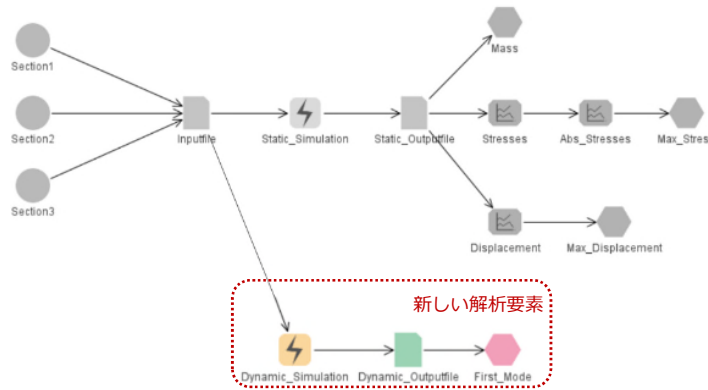 Section1
Section2
Section3
Inputfile
Static_Simulation
Static_Outputfile
Mass
Stresses
Abs_Stresses
Max_Stres
Displacement
Max_Displacement
新しい解析要素
Dynamic_Simulation
Dynamic_Outputfile
First_Mode